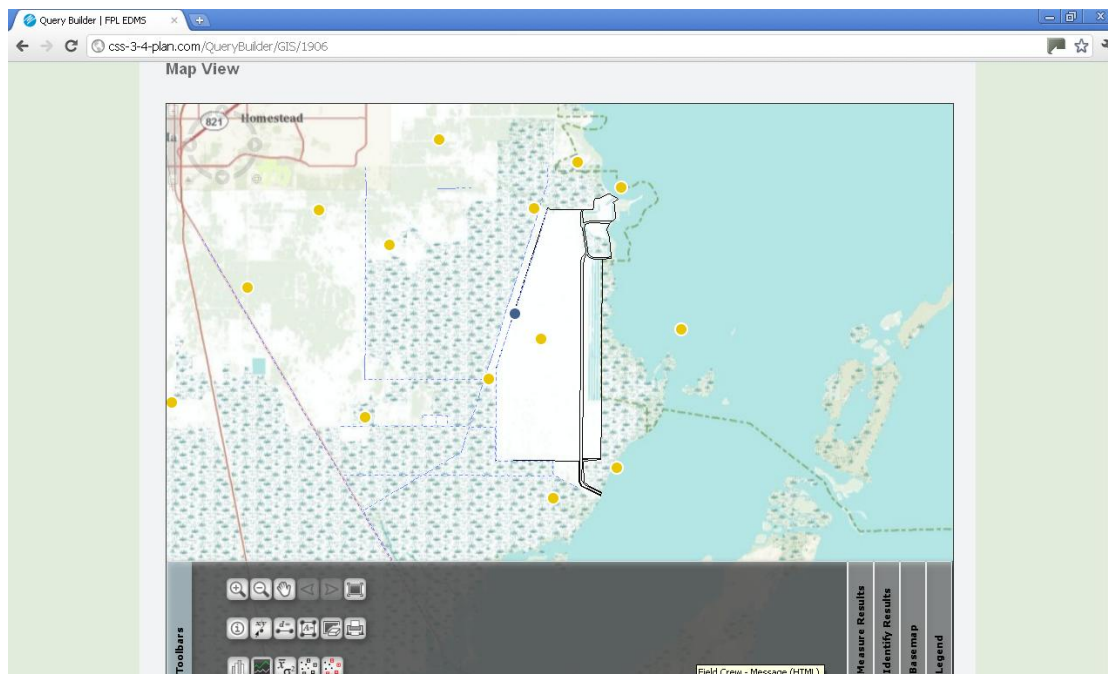 Query Builder | FPL EDMS
css-3-4-plan.com/QueryBuilder/GIS/1906
Map View
821
Homestead
Toolbars
Measure Results
Identify Results
Basemap
Legend
Field Crew - Message (HTML)